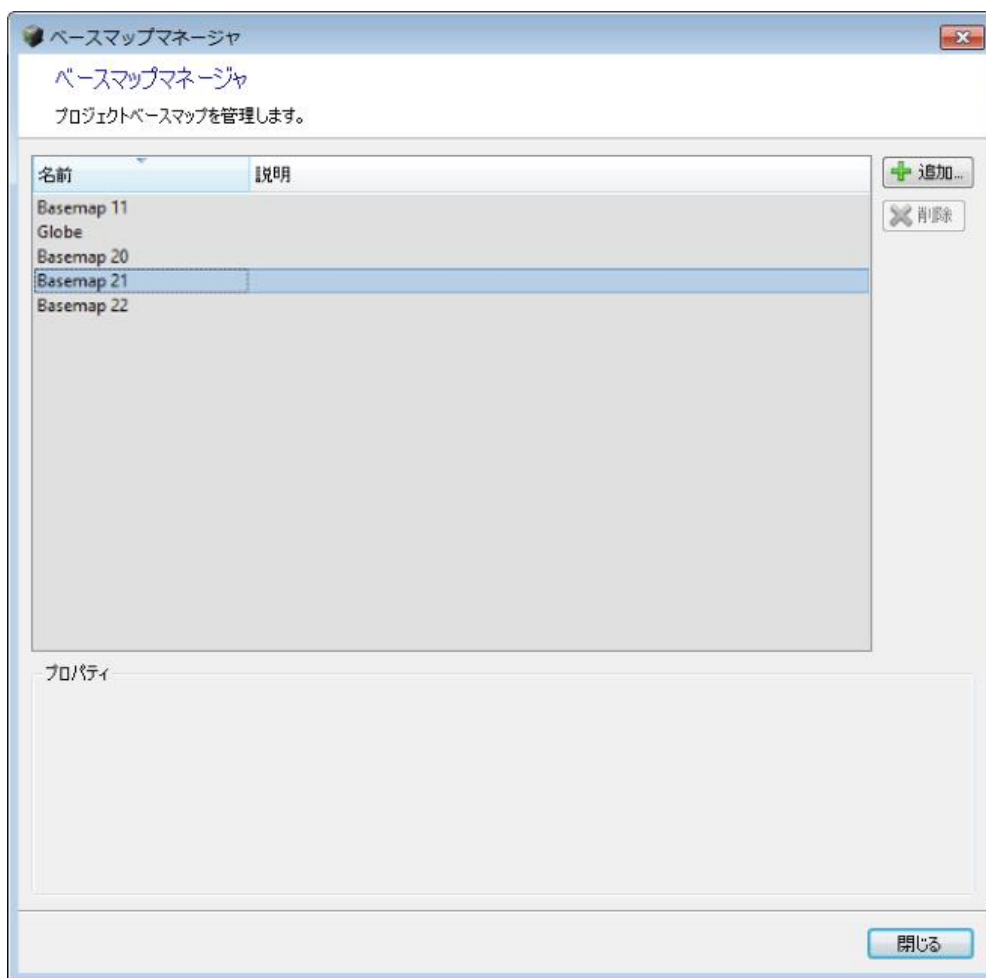 ベースマップマネージャ
ベースマップマネージャ
プロジェクトベースマップを管理します。
名前 説明
追加...
Basemap 11
削除
Globe
Basemap 20
Basemap 21
Basemap 22
プロパティ
閉じる